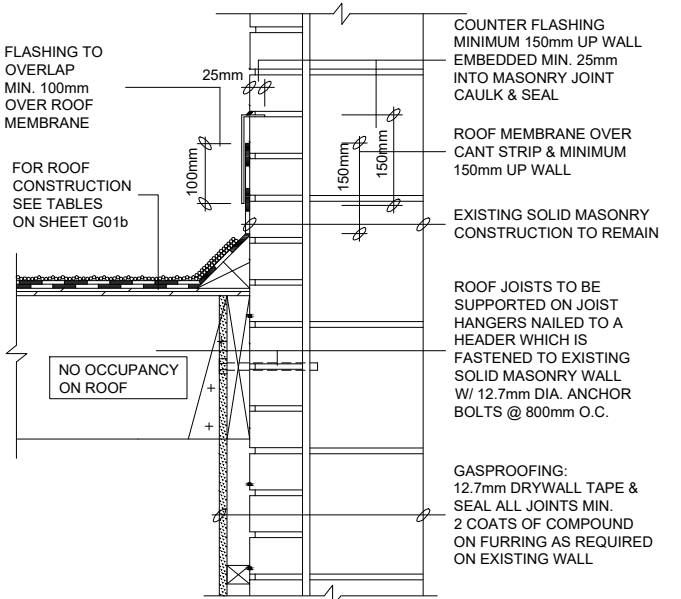 FLASHING TO
OVERLAP
MIN. 100mm
OVER ROOF
MEMBRANE
FOR ROOF
CONSTRUCTION
SEE TABLES
ON SHEET G01b
NO OCCUPANCY
ON ROOF
25mm
100mm
150mm
150mm
COUNTER FLASHING
MINIMUM 150mm UP WALL
EMBEDDED MIN. 25mm
INTO MASONRY JOINT
CAULK & SEAL
ROOF MEMBRANE OVER
CANT STRIP & MINIMUM
150mm UP WALL
EXISTING SOLID MASONRY
CONSTRUCTION TO REMAIN
ROOF JOISTS TO BE
SUPPORTED ON JOIST
HANGERS NAILED TO A
HEADER WHICH IS
FASTENED TO EXISTING
SOLID MASONRY WALL
W/ 12.7mm DIA. ANCHOR
BOLTS @ 800mm O.C.
GASPROOFING:
12.7mm DRYWALL TAPE &
SEAL ALL JOINTS MIN.
2 COATS OF COMPOUND
ON FURRING AS REQUIRED
ON EXISTING WALL